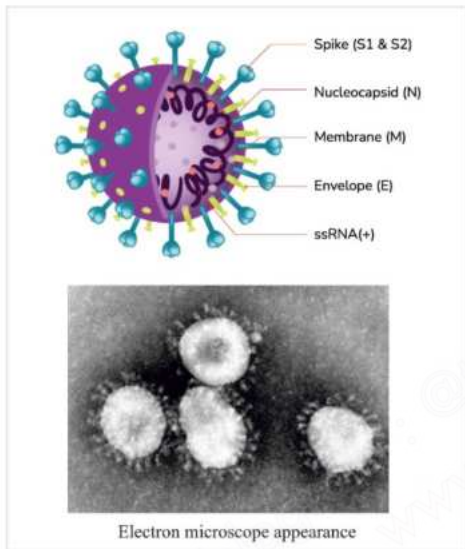 Spike (S1 & S2)
Nucleocapsid (N)
Membrane (M)
Envelope (E)
ssRNA(+)
Electron microscope appearance